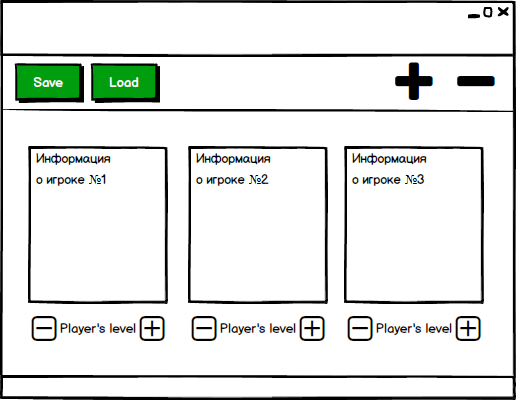 Save
Load
Информация
о игроке №1
Информация
о игроке №2
Информация
о игроке №3
Player's level
Player's level
Player's level